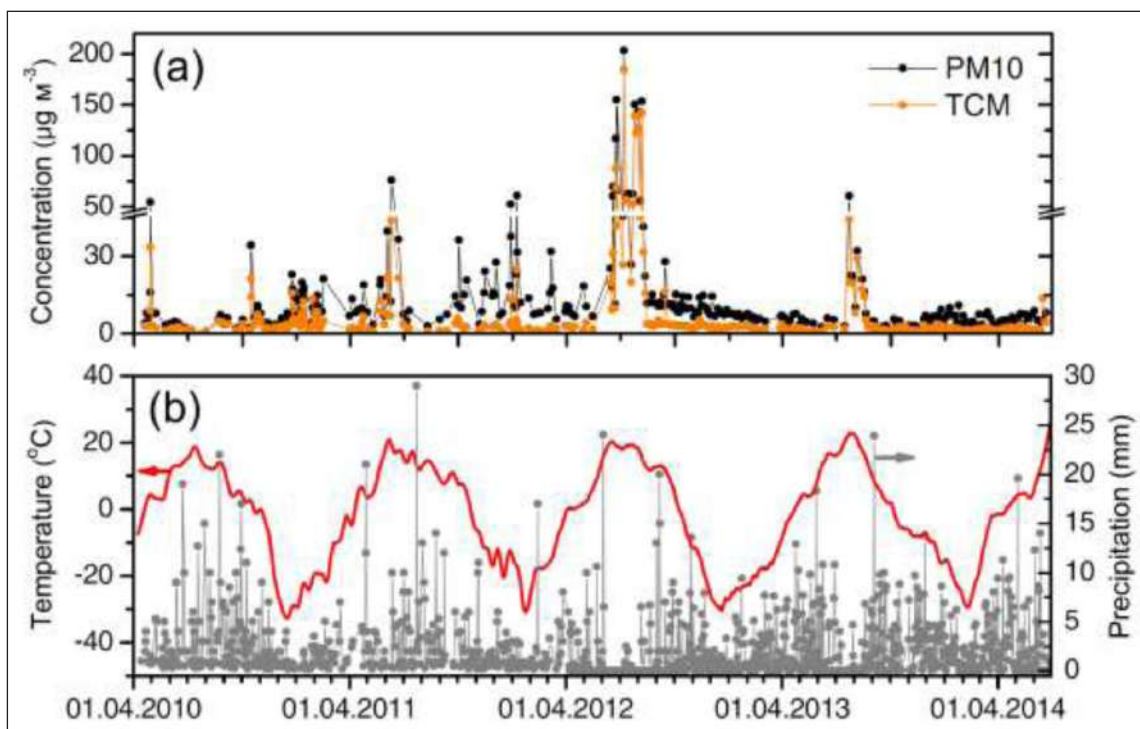 (a)
PM10
TCM
Concentration (µg м⁻³)
200
150
100
50
30
0
(b)
Temperature (°C)
40
20
0
-20
-40
Precipitation (mm)
30
25
20
15
10
5
0
01.04.2010 01.04.2011 01.04.2012 01.04.2013 01.04.2014